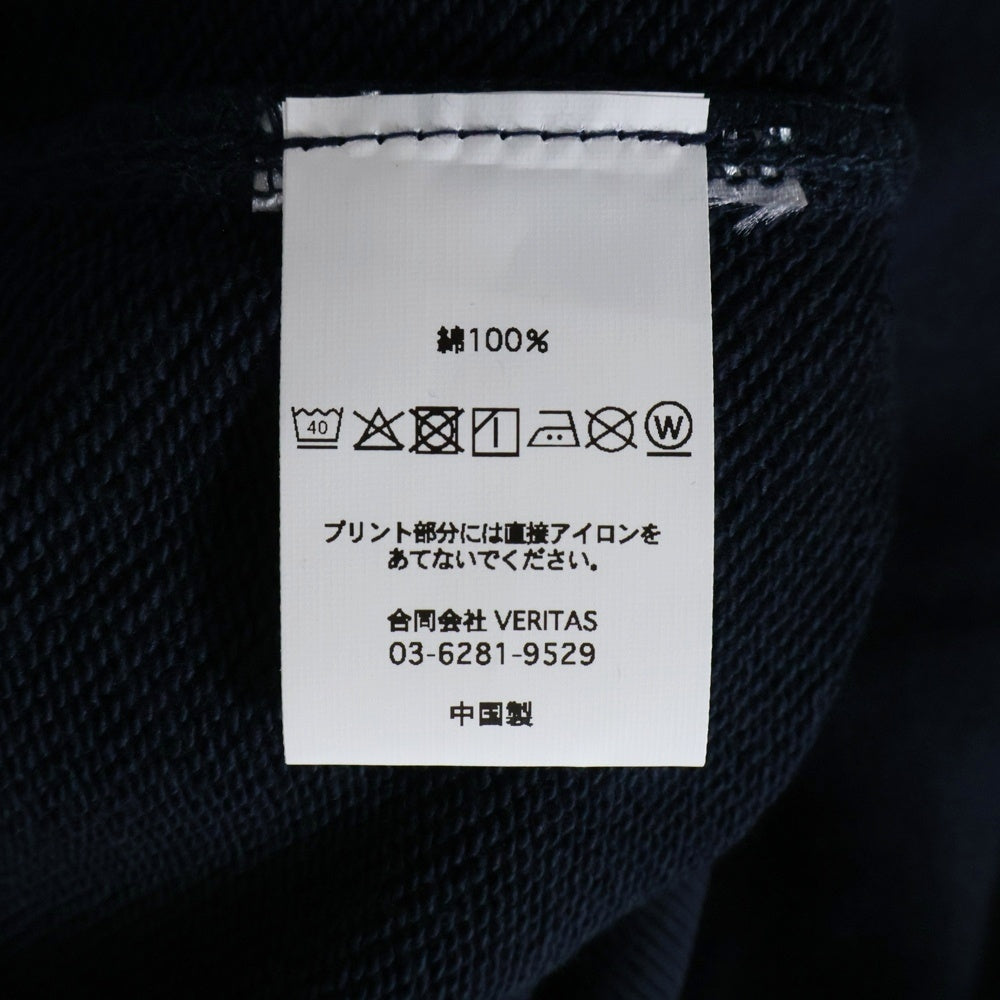 綿100%
40
W
プリント部分には直接アイロンを
あてないでください。
合同会社 VERITAS
03-6281-9529
中国製